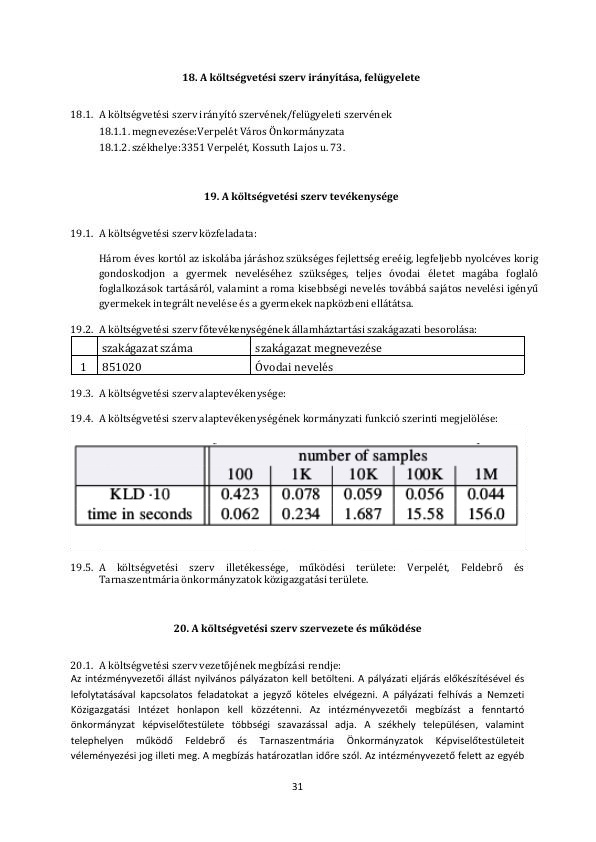 18. A költségvetési szerv irányítása, felügyelete
18.1. A költségvetési szerv irányító szervének/felügyeleti szervének
18.1.1. megnevezése:Verpelét Város Önkormányzata
18.1.2. székhelye:3351 Verpelét, Kossuth Lajos u. 73.
19. A költségvetési szerv tevékenysége
19.1. A költségvetési szerv közfeladata:
Három éves kortól az iskolába járáshoz szükséges fejlettség ereéig, legfeljebb nyolcéves korig
gondoskodjon a gyermek neveléséhez szükséges, teljes óvodai életet magába foglaló
foglalkozások tartásáról, valamint a roma kisebbségi nevelés továbbá sajátos nevelési igényű
gyermekek integrált nevelése és a gyermekek napközbeni ellátátsa.
19.2. A költségvetési szerv főtevékenységének államháztartási szakágazati besorolása:
szakágazat száma szakágazat megnevezése
1 851020 Óvodai nevelés
19.3. A költségvetési szerv alaptevékenysége:
19.4. A költségvetési szerv alaptevékenységének kormányzati funkció szerinti megjelölése:
number of samples
100 1K 10K 100K 1M
KLD ·10 0.423 0.078 0.059 0.056 0.044
time in seconds 0.062 0.234 1.687 15.58 156.0
19.5. A költségvetési szerv illetékessége, működési területe: Verpelét, Feldebrő és
Tarnaszentmária önkormányzatok közigazgatási területe.
20. A költségvetési szerv szervezete és működése
20.1. A költségvetési szerv vezetőjének megbízási rendje:
Az intézményvezetői állást nyilvános pályázaton kell betölteni. A pályázati eljárás előkészítésével és
lefolytatásával kapcsolatos feladatokat a jegyző köteles elvégezni. A pályázati felhívás a Nemzeti
Közigazgatási Intézet honlapon kell közzétenni. Az intézményvezetői megbízást a fenntartó
önkormányzat képviselőtestülete többségi szavazással adja. A székhely településen, valamint
telephelyen működő Feldebrő és Tarnaszentmária Önkormányzatok Képviselőtestületeit
véleményezési jog illeti meg. A megbízás határozatlan időre szól. Az intézményvezető felett az egyéb
31